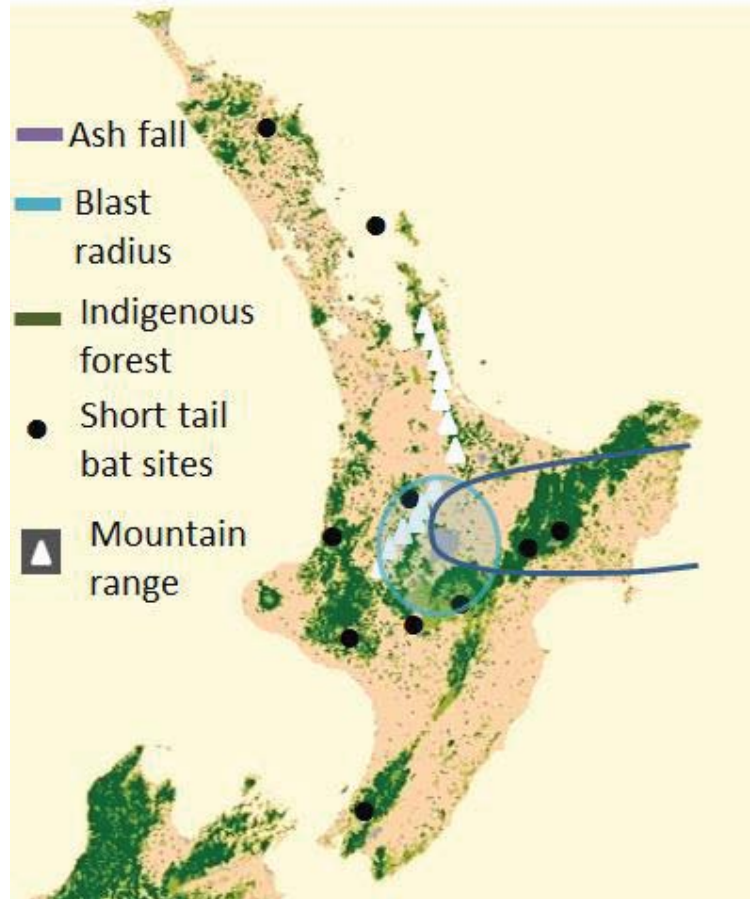 Ash fall
Blast
radius
Indigenous
forest
Short tail
bat sites
Mountain
range